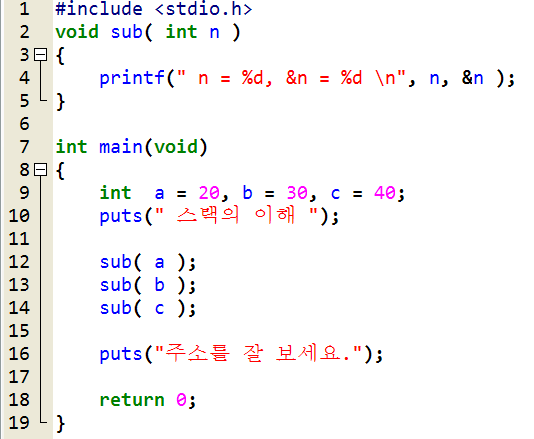 1 #include <stdio.h>
2 void sub( int n )
3 {
4 printf(" n = %d, &n = %d \n", n, &n );
5 }
6
7 int main(void)
8 {
9 int  a = 20, b = 30, c = 40;
10 puts(" 스택의 이해 ");
11
12 sub( a );
13 sub( b );
14 sub( c );
15
16 puts("주소를 잘 보세요.");
17
18 return 0;
19 }